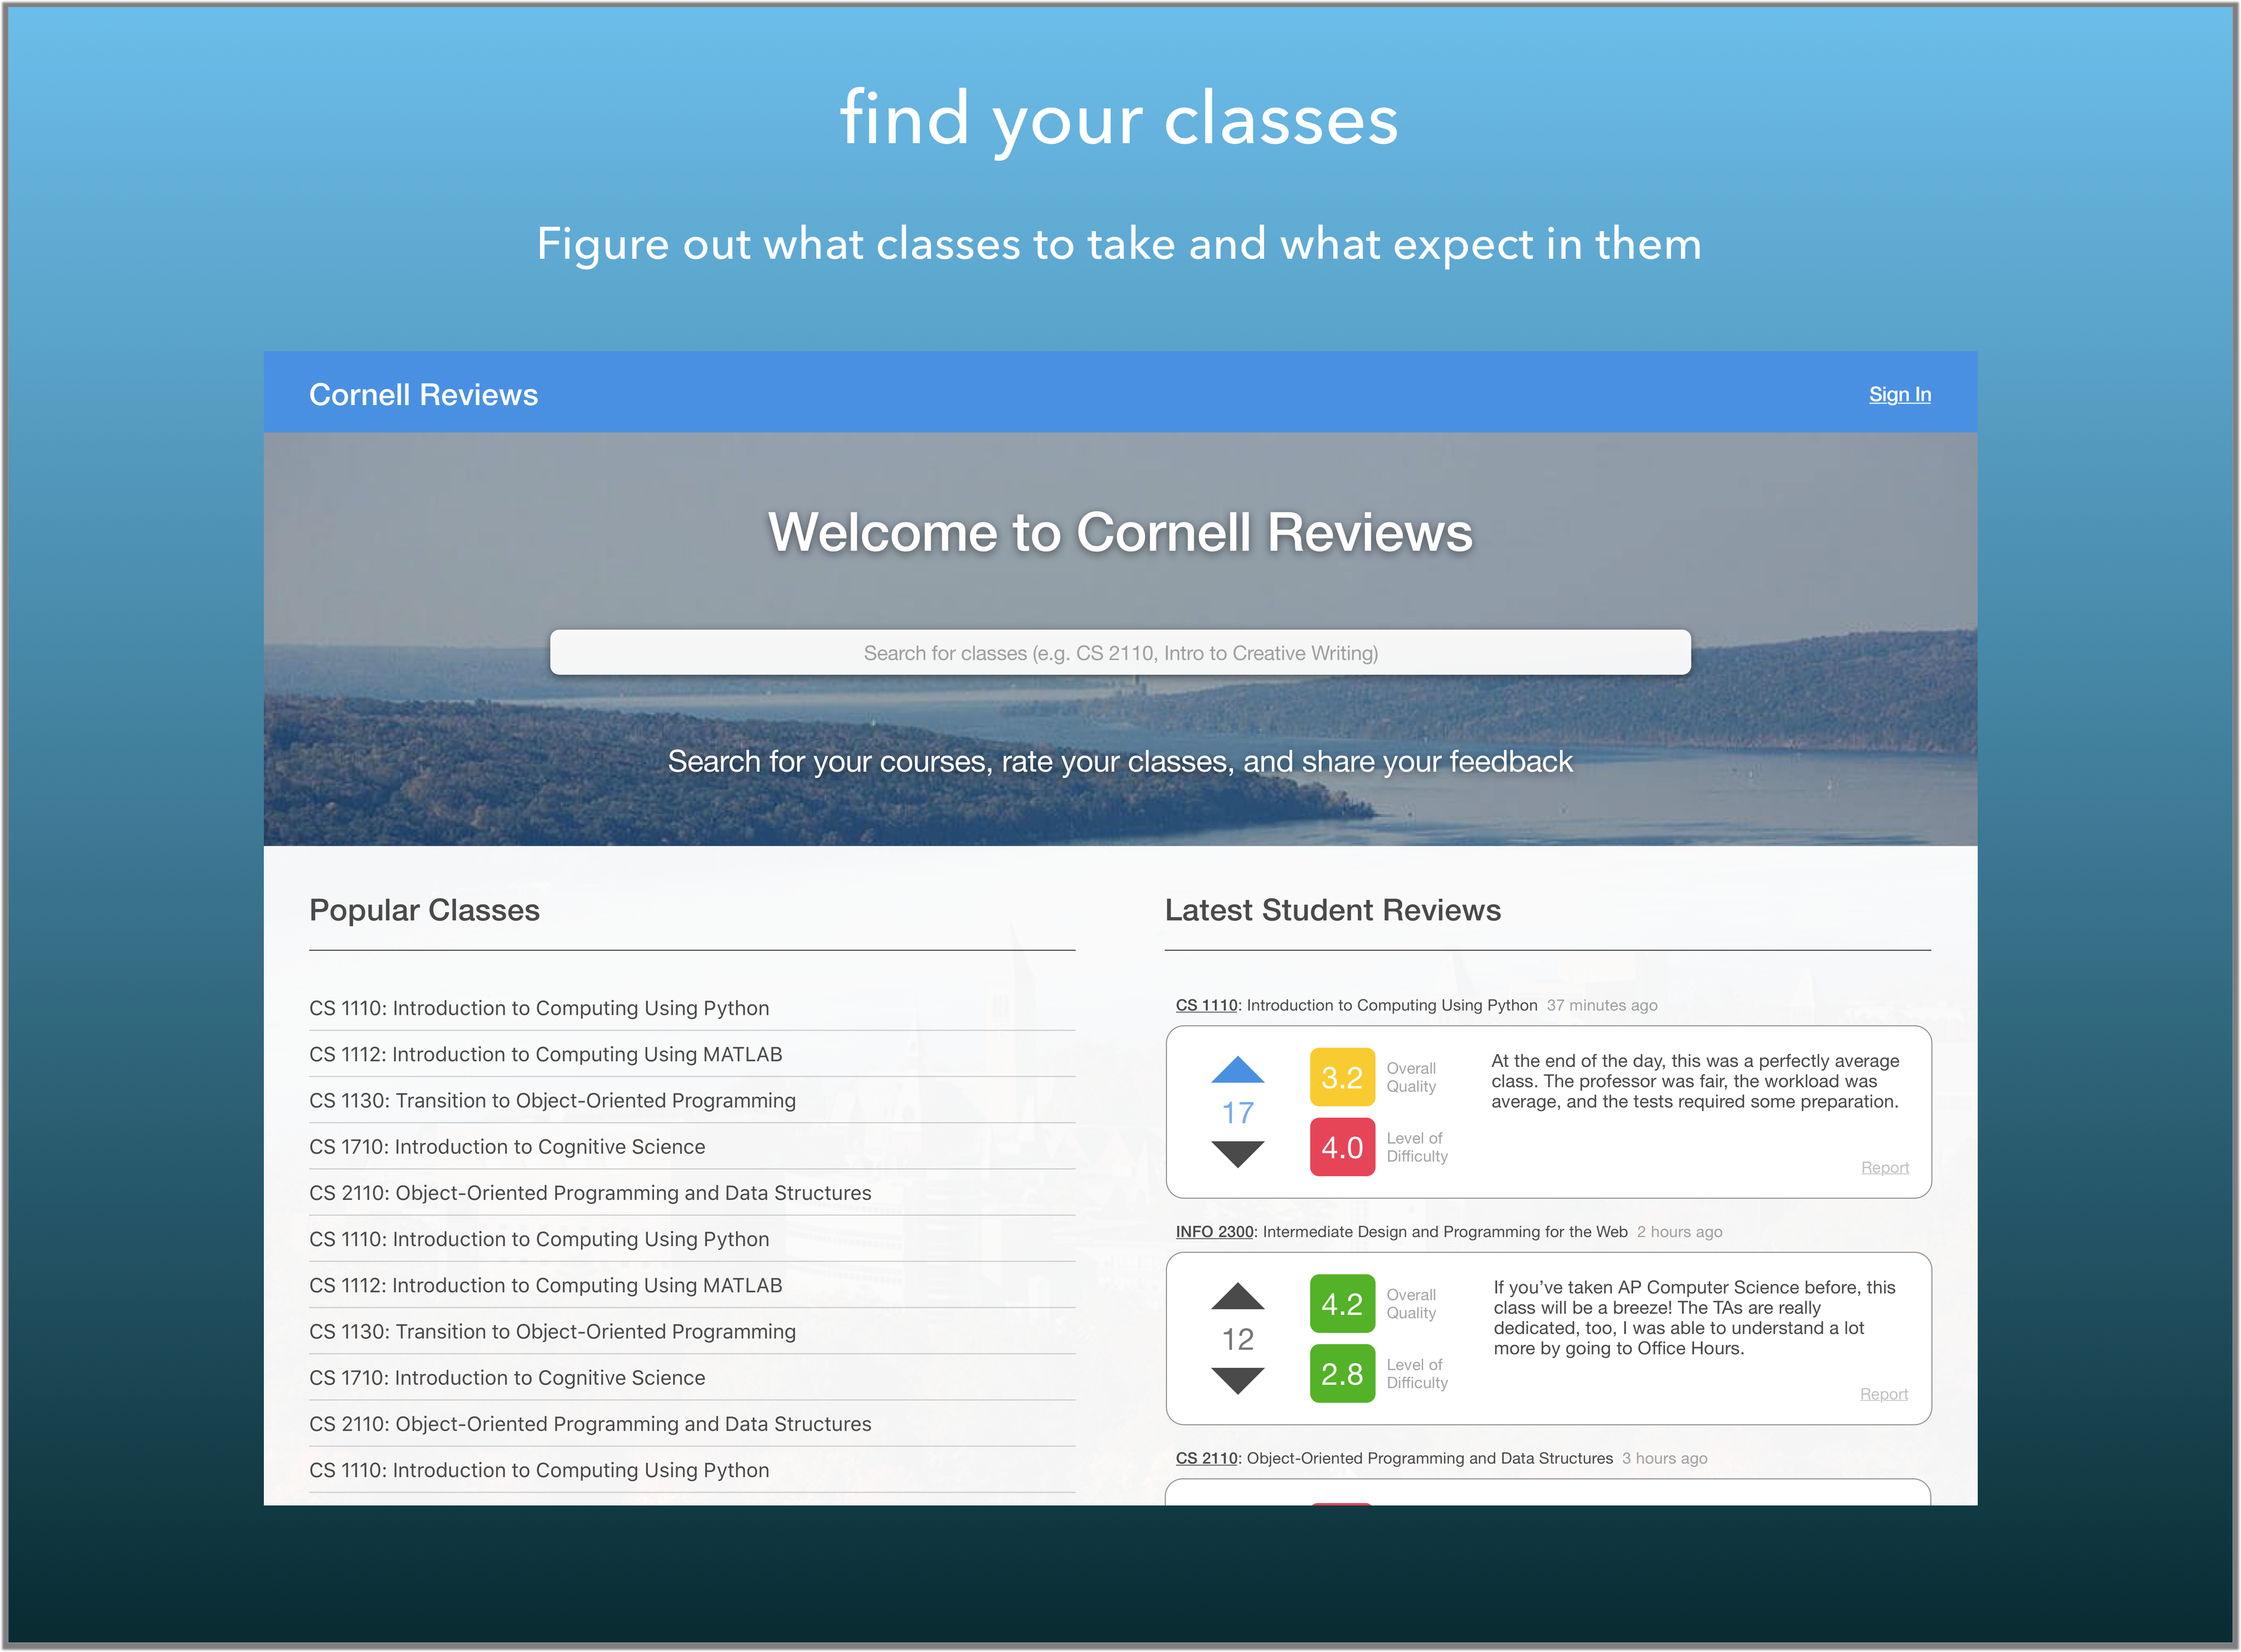 find your classes
Figure out what classes to take and what expect in them
Cornell Reviews
Sign In
Welcome to Cornell Reviews
Search for classes (e.g. CS 2110, Intro to Creative Writing)
Search for your courses, rate your classes, and share your feedback
Popular Classes
CS 1110: Introduction to Computing Using Python
CS 1112: Introduction to Computing Using MATLAB
CS 1130: Transition to Object-Oriented Programming
CS 1710: Introduction to Cognitive Science
CS 2110: Object-Oriented Programming and Data Structures
CS 1110: Introduction to Computing Using Python
CS 1112: Introduction to Computing Using MATLAB
CS 1130: Transition to Object-Oriented Programming
CS 1710: Introduction to Cognitive Science
CS 2110: Object-Oriented Programming and Data Structures
CS 1110: Introduction to Computing Using Python
Latest Student Reviews
CS 1110: Introduction to Computing Using Python 37 minutes ago
17
3.2
Overall
Quality
4.0
Level of
Difficulty
At the end of the day, this was a perfectly average
class. The professor was fair, the workload was
average, and the tests required some preparation.
Report
INFO 2300: Intermediate Design and Programming for the Web 2 hours ago
12
4.2
Overall
Quality
2.8
Level of
Difficulty
If you’ve taken AP Computer Science before, this
class will be a breeze! The TAs are really
dedicated, too, I was able to understand a lot
more by going to Office Hours.
Report
CS 2110: Object-Oriented Programming and Data Structures 3 hours ago